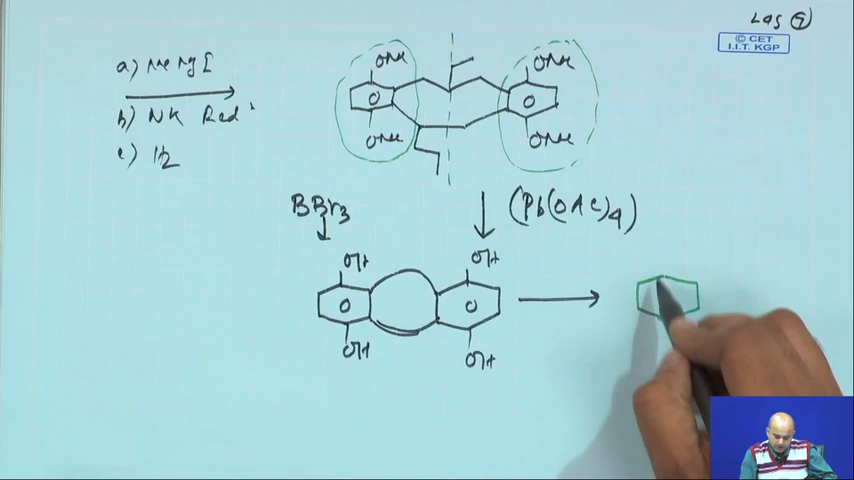 Las 9
© CET
I.I.T. KGP
a) MeMgI
b) NK Red
c) H2
OMe
OMe
OMe
OMe
BBr3
(Pb(OAc)4)
OH
OH
OH
OH